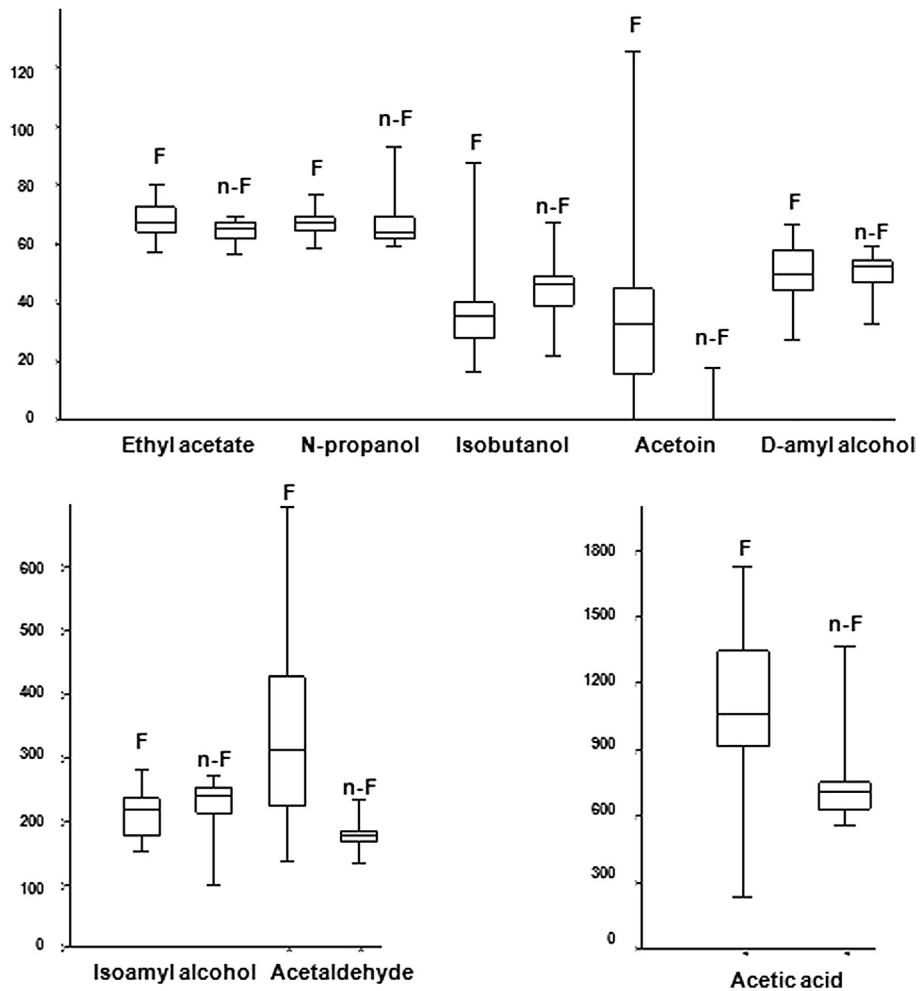 F
F
n-F
F
F
n-F
F
n-F
F
n-F
n-F
120
100
80
60
40
20
0
Ethyl acetate N-propanol Isobutanol Acetoin D-amyl alcohol
F
F
n-F
n-F
600
500
400
300
200
100
0
Isoamyl alcohol Acetaldehyde
F
n-F
1800
1500
1200
900
600
300
0
Acetic acid